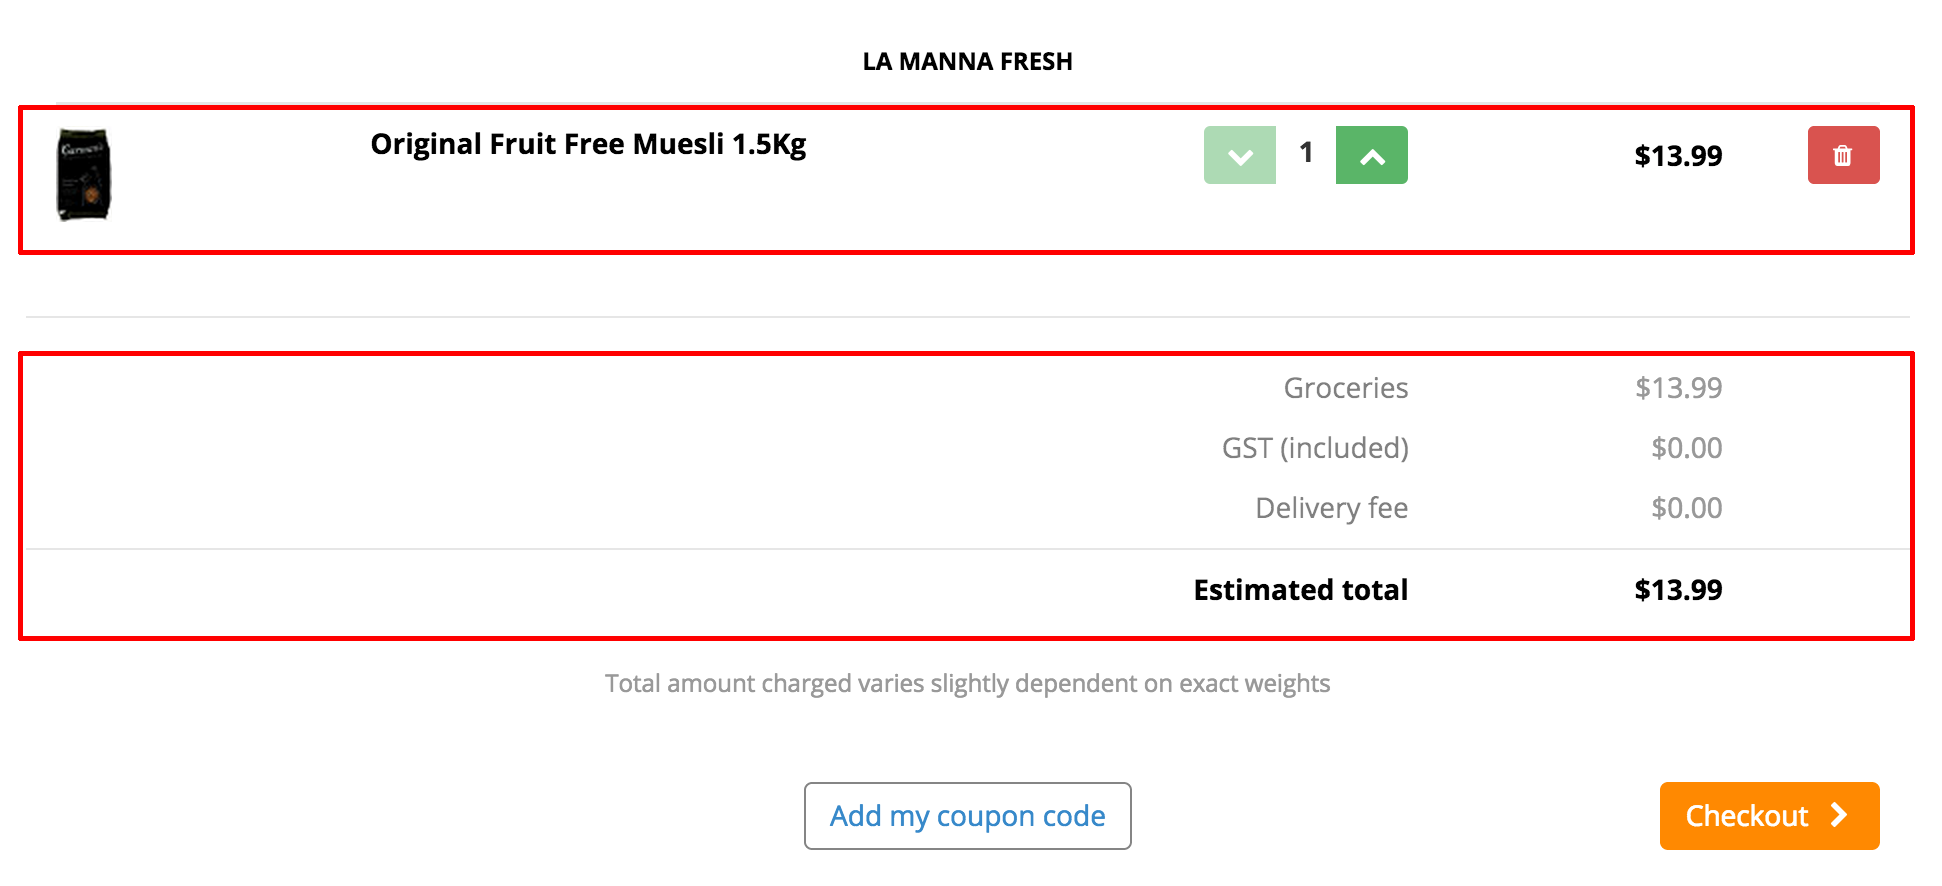 LA MANNA FRESH
Original Fruit Free Muesli 1.5Kg 1 $13.99
Groceries $13.99
GST (included) $0.00
Delivery fee $0.00
Estimated total $13.99
Total amount charged varies slightly dependent on exact weights
Add my coupon code Checkout